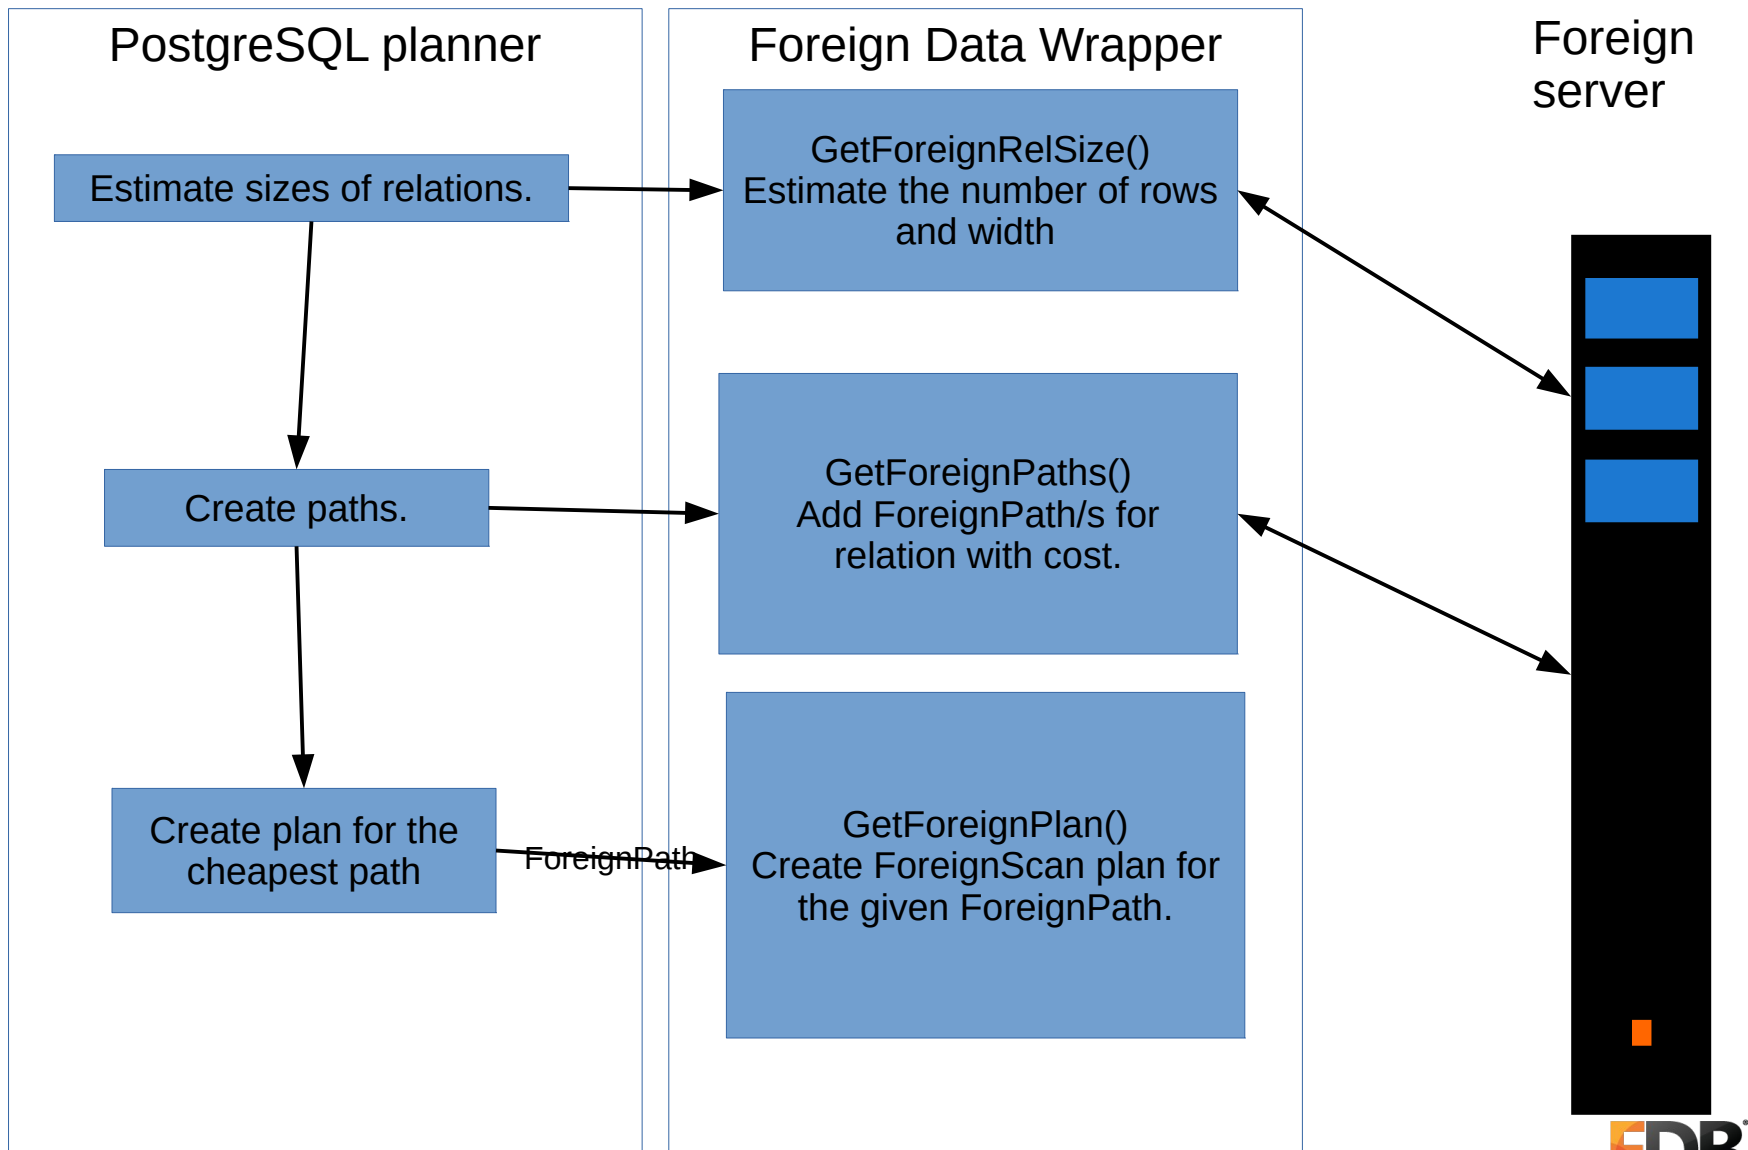 PostgreSQL planner
Foreign Data Wrapper
Foreign
server
Estimate sizes of relations.
GetForeignRelSize()
Estimate the number of rows
and width
Create paths.
GetForeignPaths()
Add ForeignPath/s for
relation with cost.
Create plan for the
cheapest path
ForeignPath
GetForeignPlan()
Create ForeignScan plan for
the given ForeignPath.
EDB®